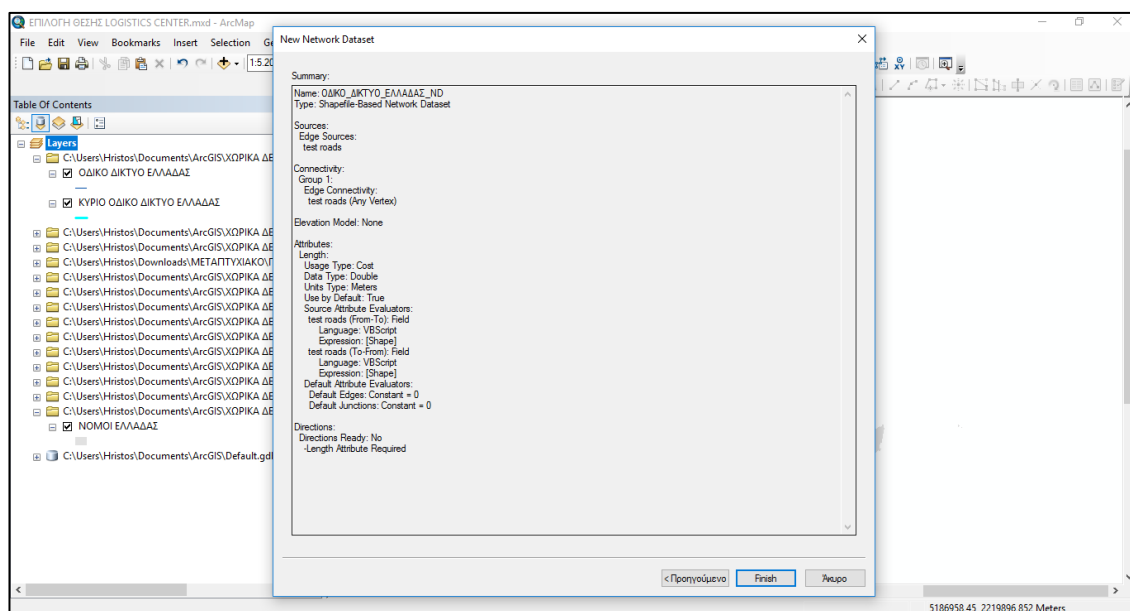 ΕΠΙΛΟΓΗ ΘΕΣΗΣ LOGISTICS CENTER.mxd - ArcMap
File Edit View Bookmarks Insert Selection Ge
1:5.20
Table Of Contents
Layers
C:\Users\Hristos\Documents\ArcGIS\ΧΩΡΙΚΑ ΔΕ
ΟΔΙΚΟ ΔΙΚΤΥΟ ΕΛΛΑΔΑΣ
ΚΥΡΙΟ ΟΔΙΚΟ ΔΙΚΤΥΟ ΕΛΛΑΔΑΣ
C:\Users\Hristos\Documents\ArcGIS\ΧΩΡΙΚΑ ΔΕ
C:\Users\Hristos\Documents\ArcGIS\ΧΩΡΙΚΑ ΔΕ
C:\Users\Hristos\Downloads\ΜΕΤΑΠΤΥΧΙΑΚΟ\Γ
C:\Users\Hristos\Documents\ArcGIS\ΧΩΡΙΚΑ ΔΕ
C:\Users\Hristos\Documents\ArcGIS\ΧΩΡΙΚΑ ΔΕ
C:\Users\Hristos\Documents\ArcGIS\ΧΩΡΙΚΑ ΔΕ
C:\Users\Hristos\Documents\ArcGIS\ΧΩΡΙΚΑ ΔΕ
C:\Users\Hristos\Documents\ArcGIS\ΧΩΡΙΚΑ ΔΕ
C:\Users\Hristos\Documents\ArcGIS\ΧΩΡΙΚΑ ΔΕ
C:\Users\Hristos\Documents\ArcGIS\ΧΩΡΙΚΑ ΔΕ
C:\Users\Hristos\Documents\ArcGIS\ΧΩΡΙΚΑ ΔΕ
C:\Users\Hristos\Documents\ArcGIS\ΧΩΡΙΚΑ ΔΕ
C:\Users\Hristos\Documents\ArcGIS\ΧΩΡΙΚΑ ΔΕ
ΝΟΜΟΙ ΕΛΛΑΔΑΣ
C:\Users\Hristos\Documents\ArcGIS\Default.gdl
New Network Dataset
Summary:
Name: ΟΔΙΚΟ_ΔΙΚΤΥΟ_ΕΛΛΑΔΑΣ_ND
Type: Shapefile-Based Network Dataset
Sources:
Edge Sources:
test roads
Connectivity:
Group 1:
Edge Connectivity:
test roads (Any Vertex)
Elevation Model: None
Attributes:
Length:
Usage Type: Cost
Data Type: Double
Units Type: Meters
Use by Default: True
Source Attribute Evaluators:
test roads (From-To): Field
Language: VBScript
Expression: [Shape]
test roads (To-From): Field
Language: VBScript
Expression: [Shape]
Default Attribute Evaluators:
Default Edges: Constant = 0
Default Junctions: Constant = 0
Directions:
Directions Ready: No
-Length Attribute Required
< Προηγούμενο Finish Άκυρο
5186958,45 2219896,852 Meters